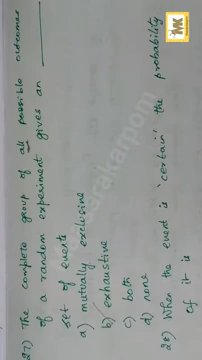 27) The complete group of all possible outcomes
of a random experiment gives an
set of events
a) mutually exclusive
b) exhaustive
c) both
d) none
28) When the event is 'certain' the probability
of it is
MK